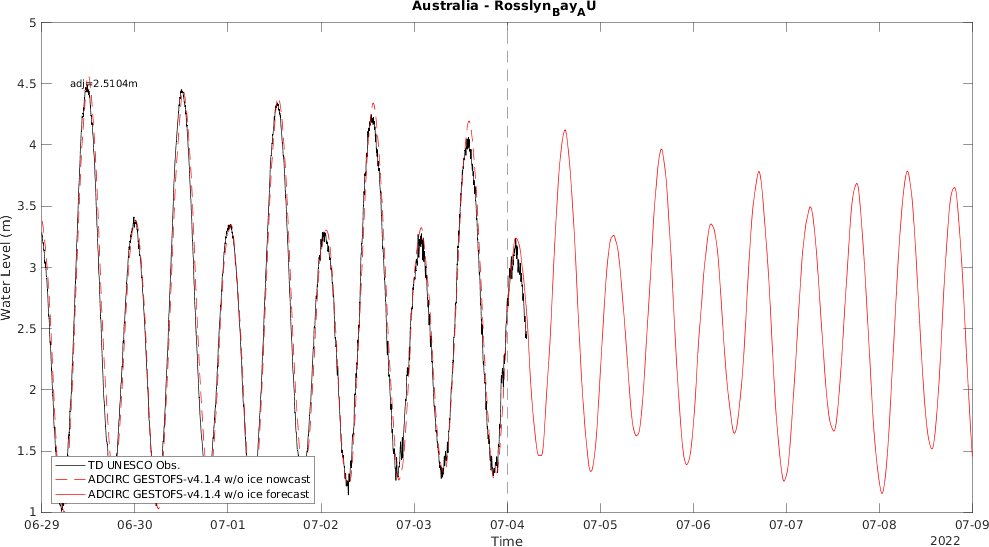 Australia - Rosslyn_Bay_AU
5
4.5
4
3.5
3
2.5
2
1.5
1
Water Level (m)
adj=2.5104m
TD UNESCO Obs.
ADCIRC GESTOFS-v4.1.4 w/o ice nowcast
ADCIRC GESTOFS-v4.1.4 w/o ice forecast
06-29 06-30 07-01 07-02 07-03 07-04 07-05 07-06 07-07 07-08 07-09
Time
2022